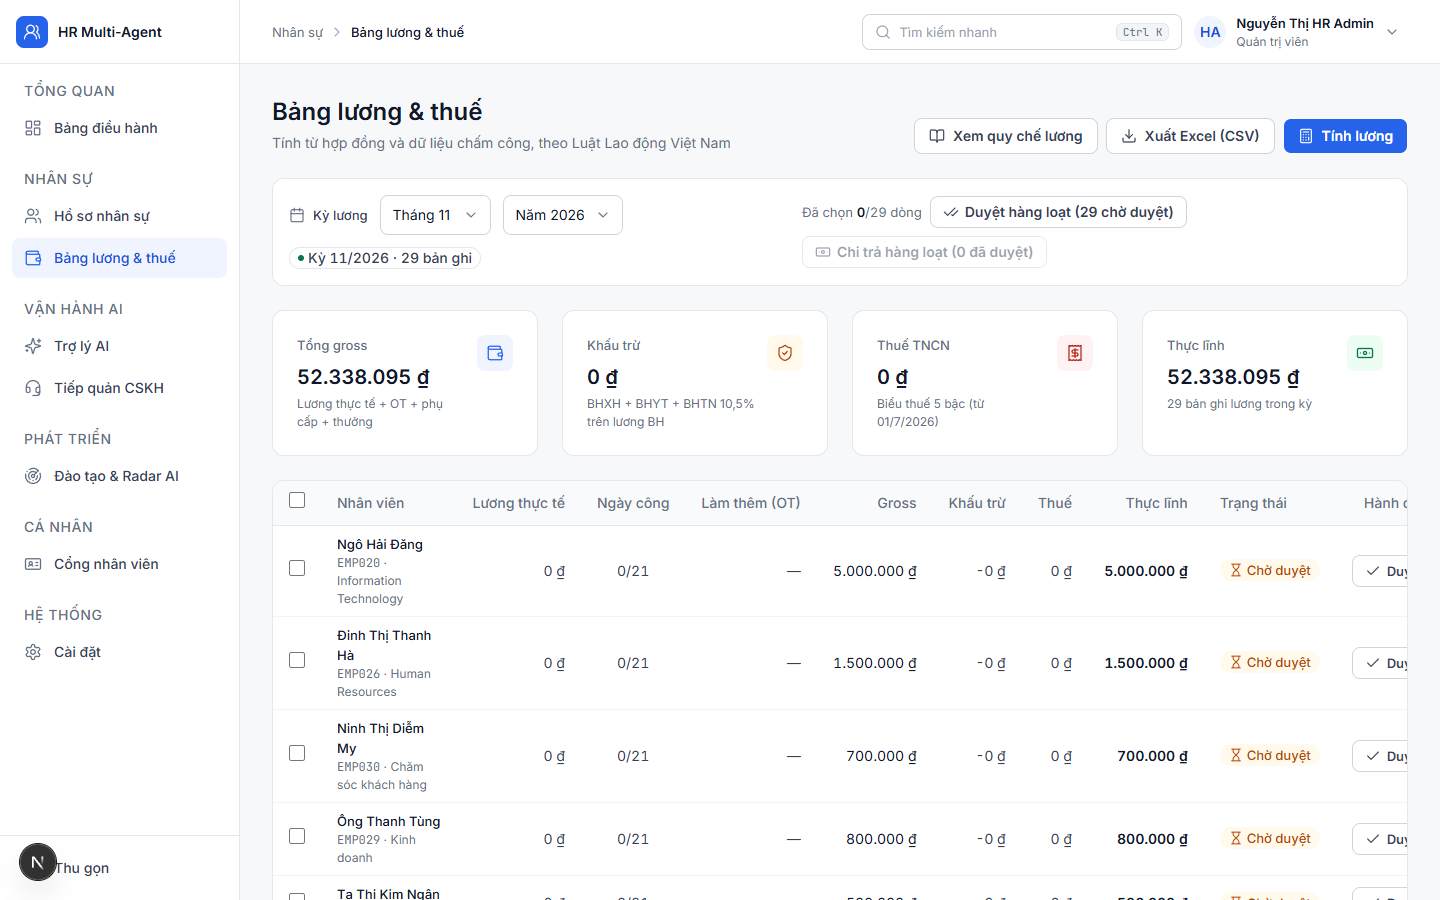 HR Multi-Agent
Nhân sự > Bảng lương & thuế
Tìm kiếm nhanh
Ctrl K
HA
Nguyễn Thị HR Admin
Quản trị viên
TỔNG QUAN
Bảng điều hành
NHÂN SỰ
Hồ sơ nhân sự
Bảng lương & thuế
VẬN HÀNH AI
Trợ lý AI
Tiếp quản CSKH
PHÁT TRIỂN
Đào tạo & Radar AI
CÁ NHÂN
Cổng nhân viên
HỆ THỐNG
Cài đặt
N
Thu gọn
Bảng lương & thuế
Tính từ hợp đồng và dữ liệu chấm công, theo Luật Lao động Việt Nam
Xem quy chế lương
Xuất Excel (CSV)
Tính lương
Kỳ lương
Tháng 11
Năm 2026
Kỳ 11/2026 · 29 bản ghi
Đã chọn 0/29 dòng
Duyệt hàng loạt (29 chờ duyệt)
Chi trả hàng loạt (0 đã duyệt)
Tổng gross
52.338.095 ₫
Lương thực tế + OT + phụ
cấp + thưởng
Khấu trừ
0 ₫
BHXH + BHYT + BHTN 10,5%
trên lương BH
Thuế TNCN
0 ₫
Biểu thuế 5 bậc (từ
01/7/2026)
Thực lĩnh
52.338.095 ₫
29 bản ghi lương trong kỳ
Nhân viên Lương thực tế Ngày công Làm thêm (OT) Gross Khấu trừ Thuế Thực lĩnh Trạng thái Hành
Ngô Hải Đăng
EMP020 ·
Information
Technology
0 ₫ 0/21 — 5.000.000 ₫ -0 ₫ 0 ₫ 5.000.000 ₫ Chờ duyệt Duy
Đinh Thị Thanh
Hà
EMP026 · Human
Resources
0 ₫ 0/21 — 1.500.000 ₫ -0 ₫ 0 ₫ 1.500.000 ₫ Chờ duyệt Duy
Ninh Thị Diễm
My
EMP030 · Chăm
sóc khách hàng
0 ₫ 0/21 — 700.000 ₫ -0 ₫ 0 ₫ 700.000 ₫ Chờ duyệt Duy
Ông Thanh Tùng
EMP029 · Kinh
doanh
0 ₫ 0/21 — 800.000 ₫ -0 ₫ 0 ₫ 800.000 ₫ Chờ duyệt Duy
Tạ Thị Kim Ngân